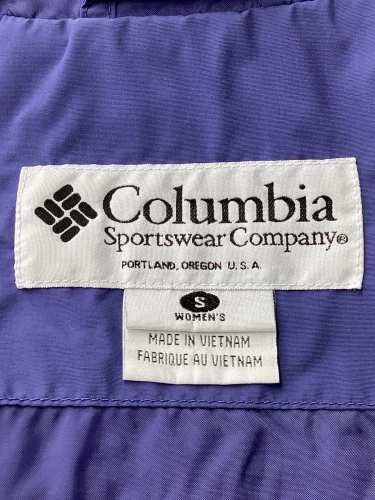 Columbia
Sportswear Company®
PORTLAND, OREGON U.S.A.
S
WOMEN'S
MADE IN VIETNAM
FABRIQUE AU VIETNAM